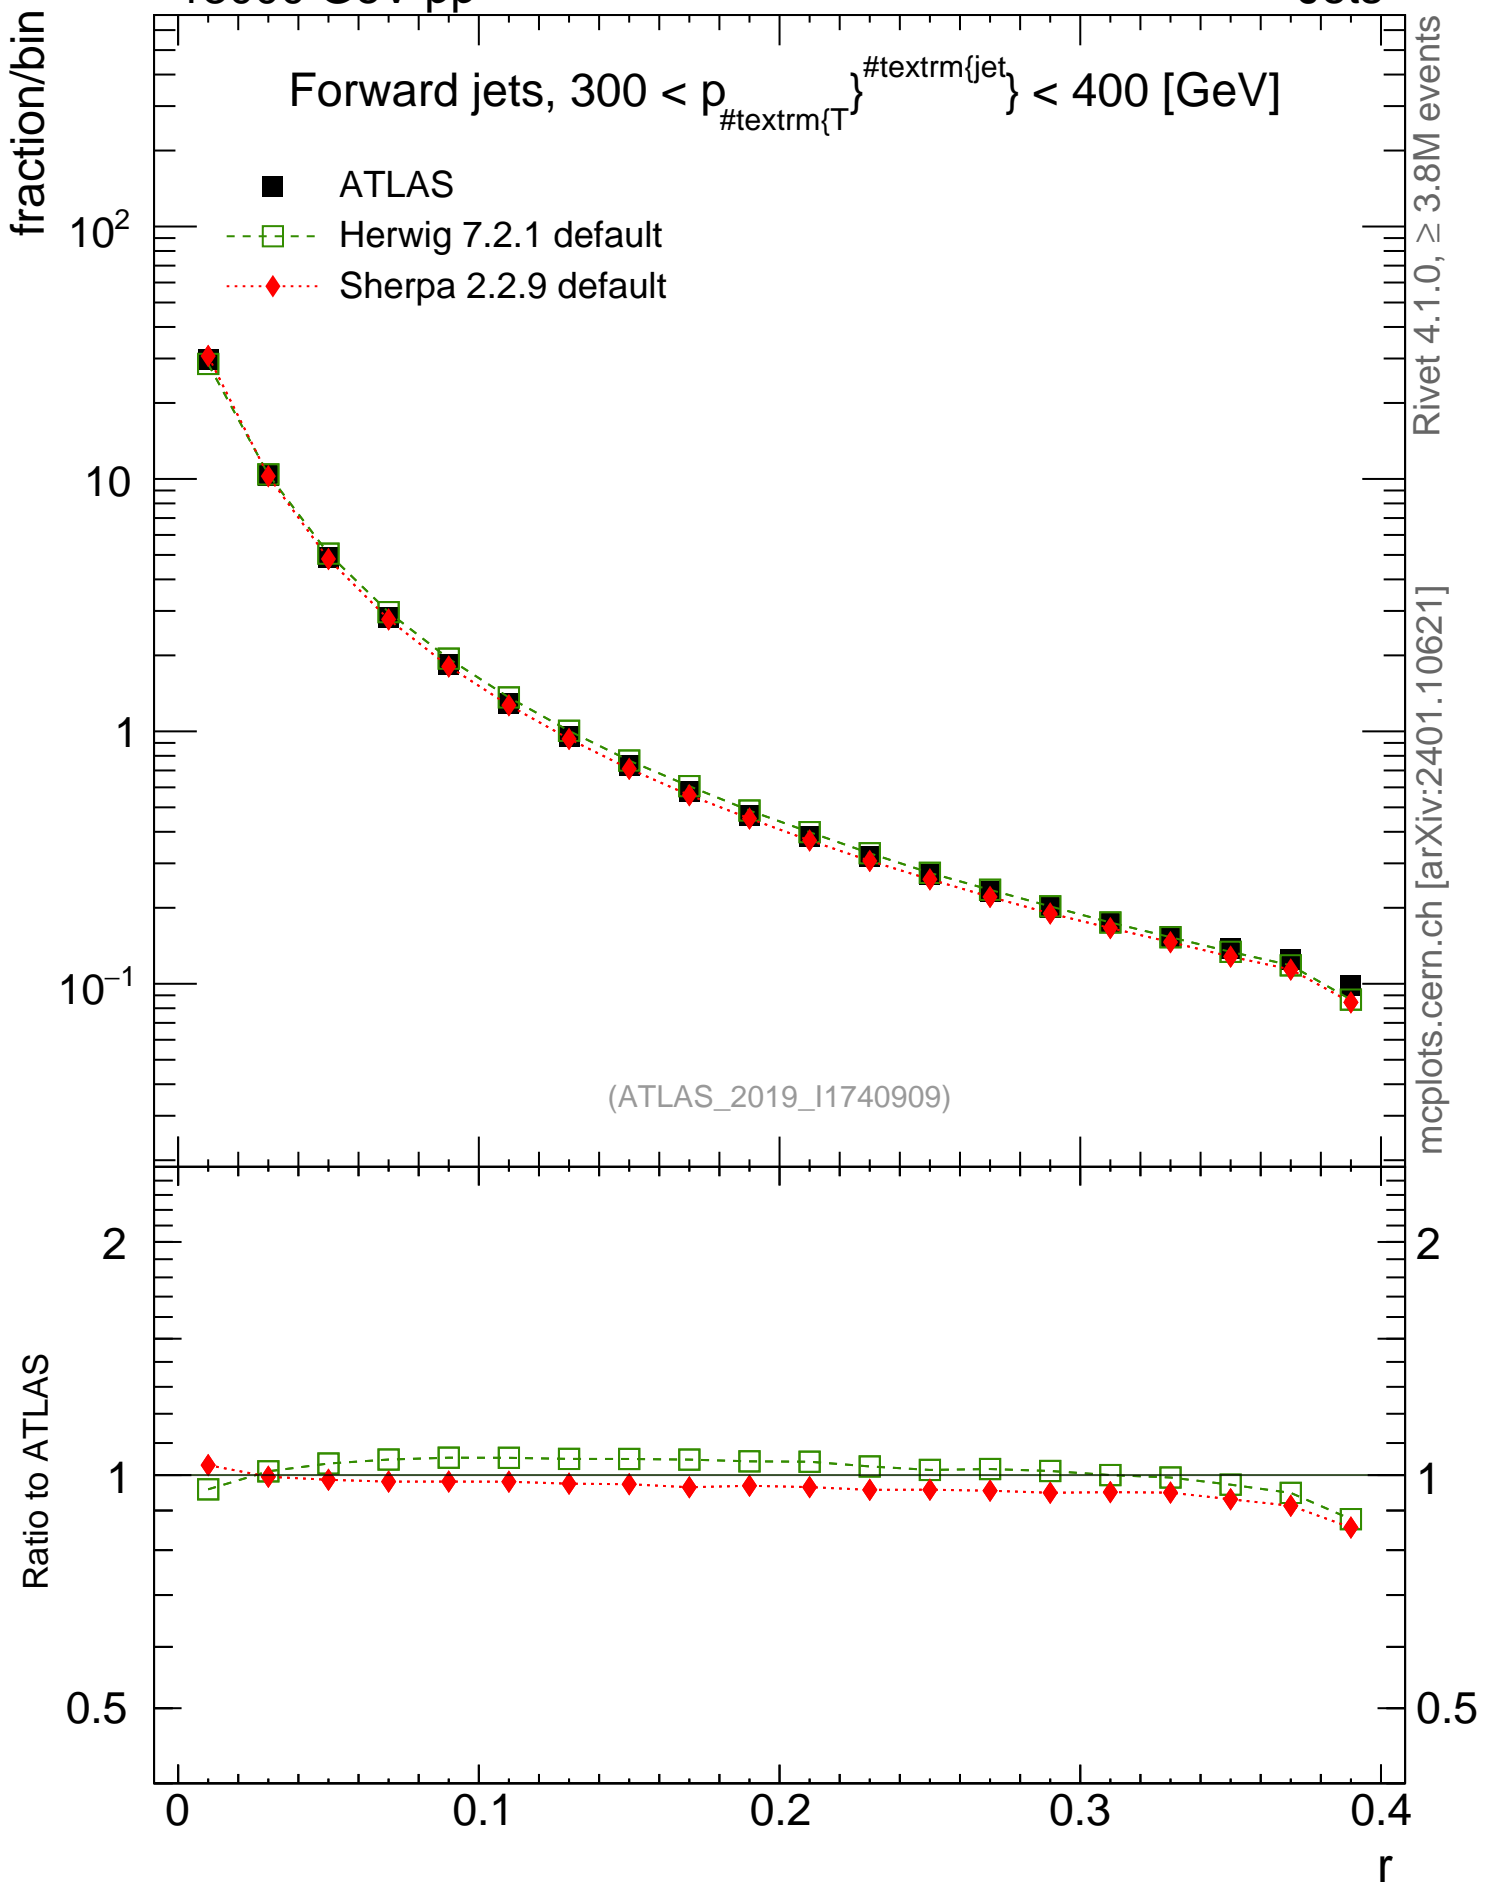 fraction/bin
Forward jets, 300 < p_#textrm{T}^#textrm{jet} < 400 [GeV]
ATLAS
Herwig 7.2.1 default
Sherpa 2.2.9 default
10²
10
1
10⁻¹
(ATLAS_2019_I1740909)
Rivet 4.1.0, ≥ 3.8M events
mcplots.cern.ch [arXiv:2401.10621]
Ratio to ATLAS
2
1
0.5
2
1
0.5
0 0.1 0.2 0.3 0.4
r